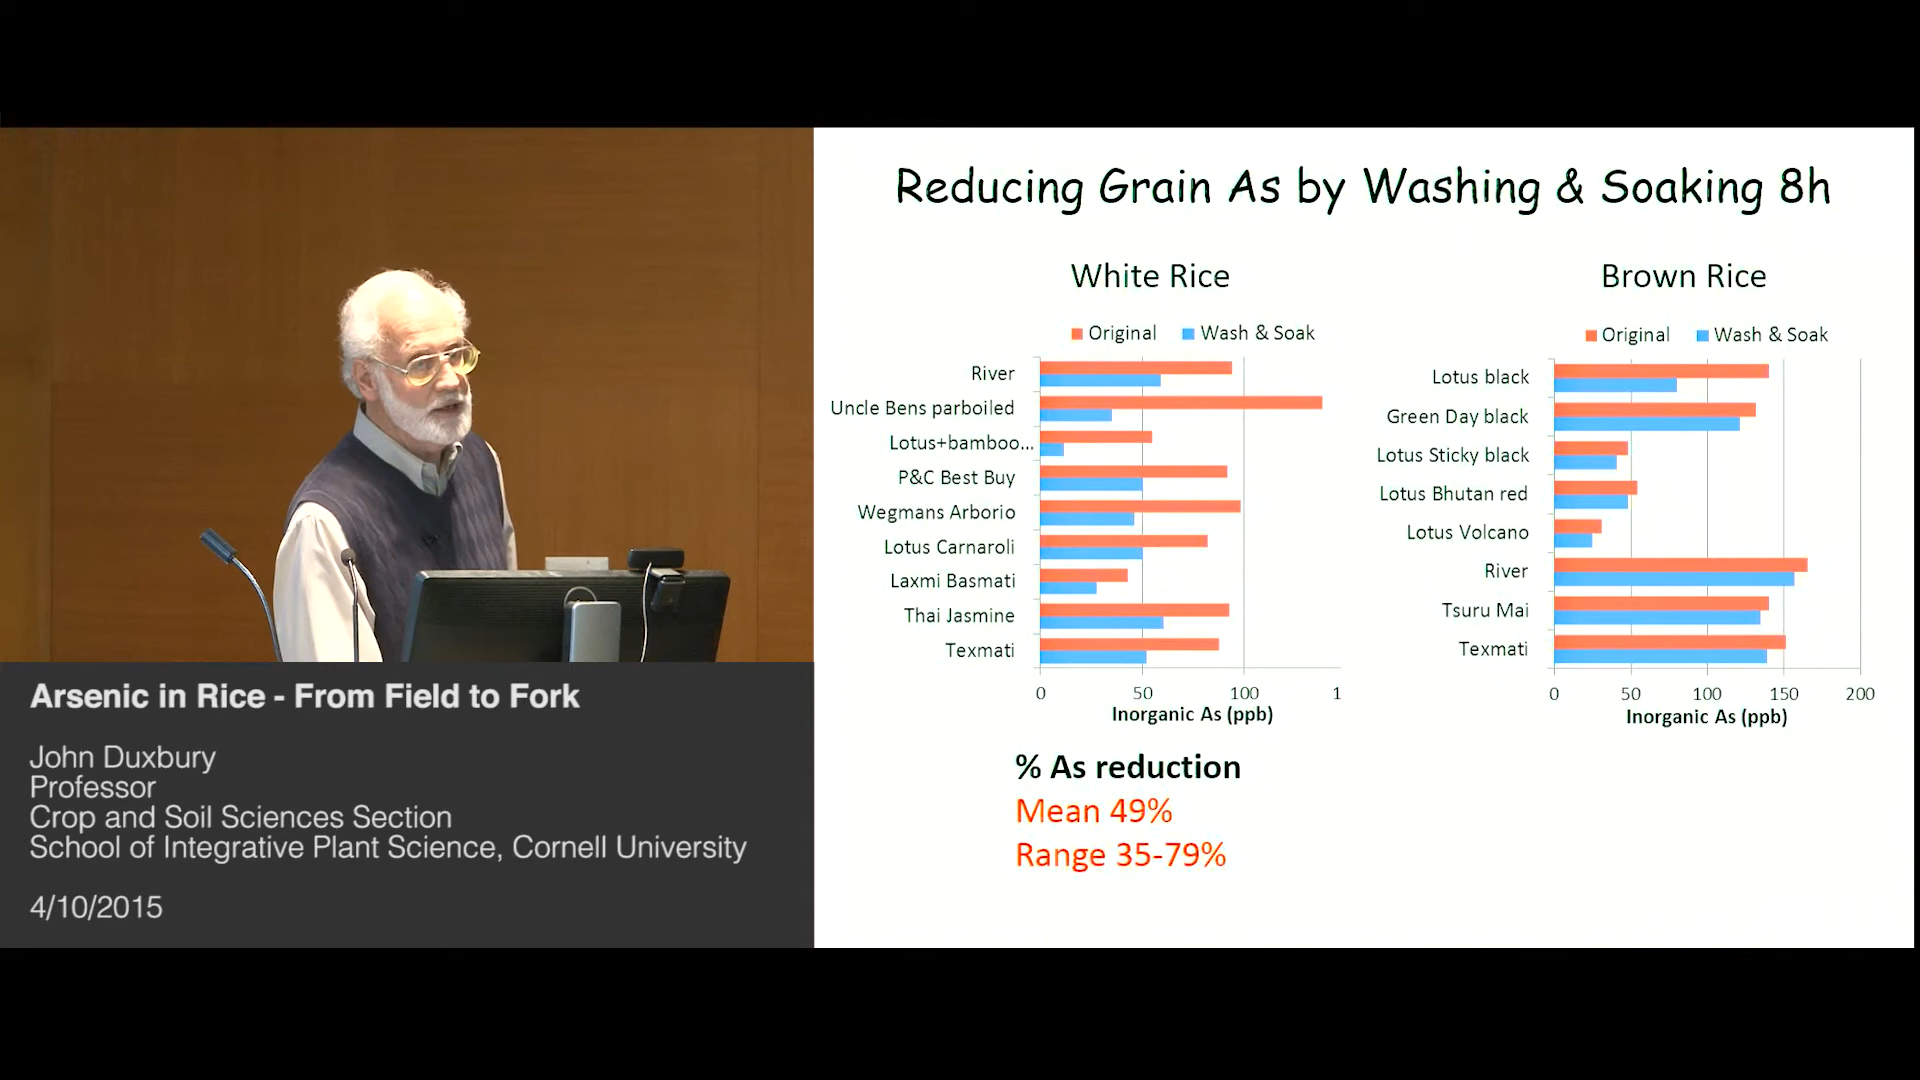 Reducing Grain As by Washing & Soaking 8h
White Rice
Original Wash & Soak
River
Uncle Bens parboiled
Lotus+bamboo...
P&C Best Buy
Wegmans Arborio
Lotus Carnaroli
Laxmi Basmati
Thai Jasmine
Texmati
0 50 100 1
Inorganic As (ppb)
% As reduction
Mean 49%
Range 35-79%
Brown Rice
Original Wash & Soak
Lotus black
Green Day black
Lotus Sticky black
Lotus Bhutan red
Lotus Volcano
River
Tsuru Mai
Texmati
0 50 100 150 200
Inorganic As (ppb)
Arsenic in Rice - From Field to Fork
John Duxbury
Professor
Crop and Soil Sciences Section
School of Integrative Plant Science, Cornell University
4/10/2015